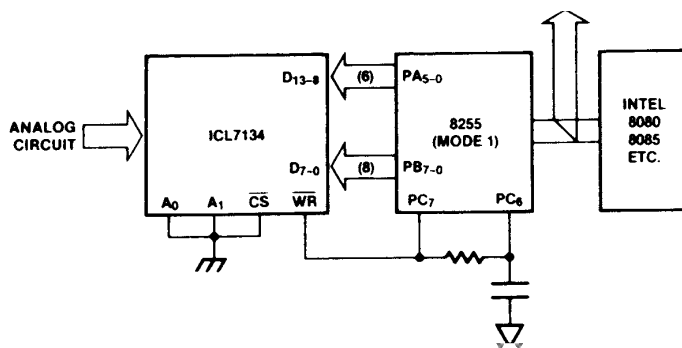 D13–8
(6)
PA5–0
ANALOG
CIRCUIT
ICL7134
8255
(MODE 1)
INTEL
8080
8085
ETC.
D7–0
(8)
PB7–0
A0
A1
CS
WR
PC7
PC6